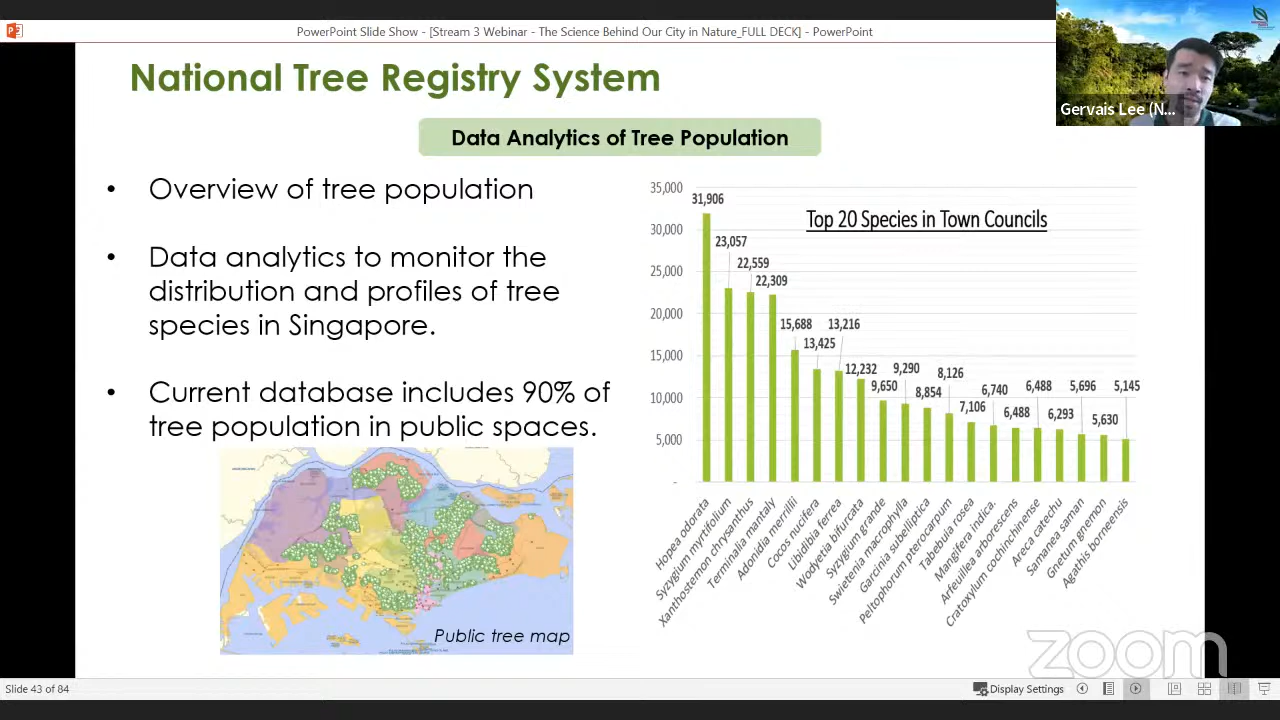 PowerPoint Slide Show - [Stream 3 Webinar - The Science Behind Our City in Nature_FULL DECK] - PowerPoint
Gervais Lee (N...
National Tree Registry System
Data Analytics of Tree Population
• Overview of tree population
• Data analytics to monitor the
distribution and profiles of tree
species in Singapore.
• Current database includes 90% of
tree population in public spaces.
Public tree map
Top 20 Species in Town Councils
35,000
30,000
25,000
20,000
15,000
10,000
5,000
-
31,906
23,057
22,559
22,309
15,688
13,425
13,216
12,232
9,650
9,290
8,854
8,126
7,106
6,740
6,488
6,488
6,293
5,696
5,630
5,145
Hopea odorata
Syzygium myrtifolium
Xanthostemon chrysanthus
Terminalia mantaly
Adonidia merrillii
Cocos nucifera
Libidibia ferrea
Wodyetia bifurcata
Syzygium grande
Swietenia macrophylla
Garcinia subelliptica
Peltophorum pterocarpum
Tabebuia rosea
Mangifera indica.
Arfeuillea arborescens
Cratoxylum cochinchinense
Areca catechu
Samanea saman
Gnetum gnemon
Agathis borneensis
zoom
Slide 43 of 84
Display Settings